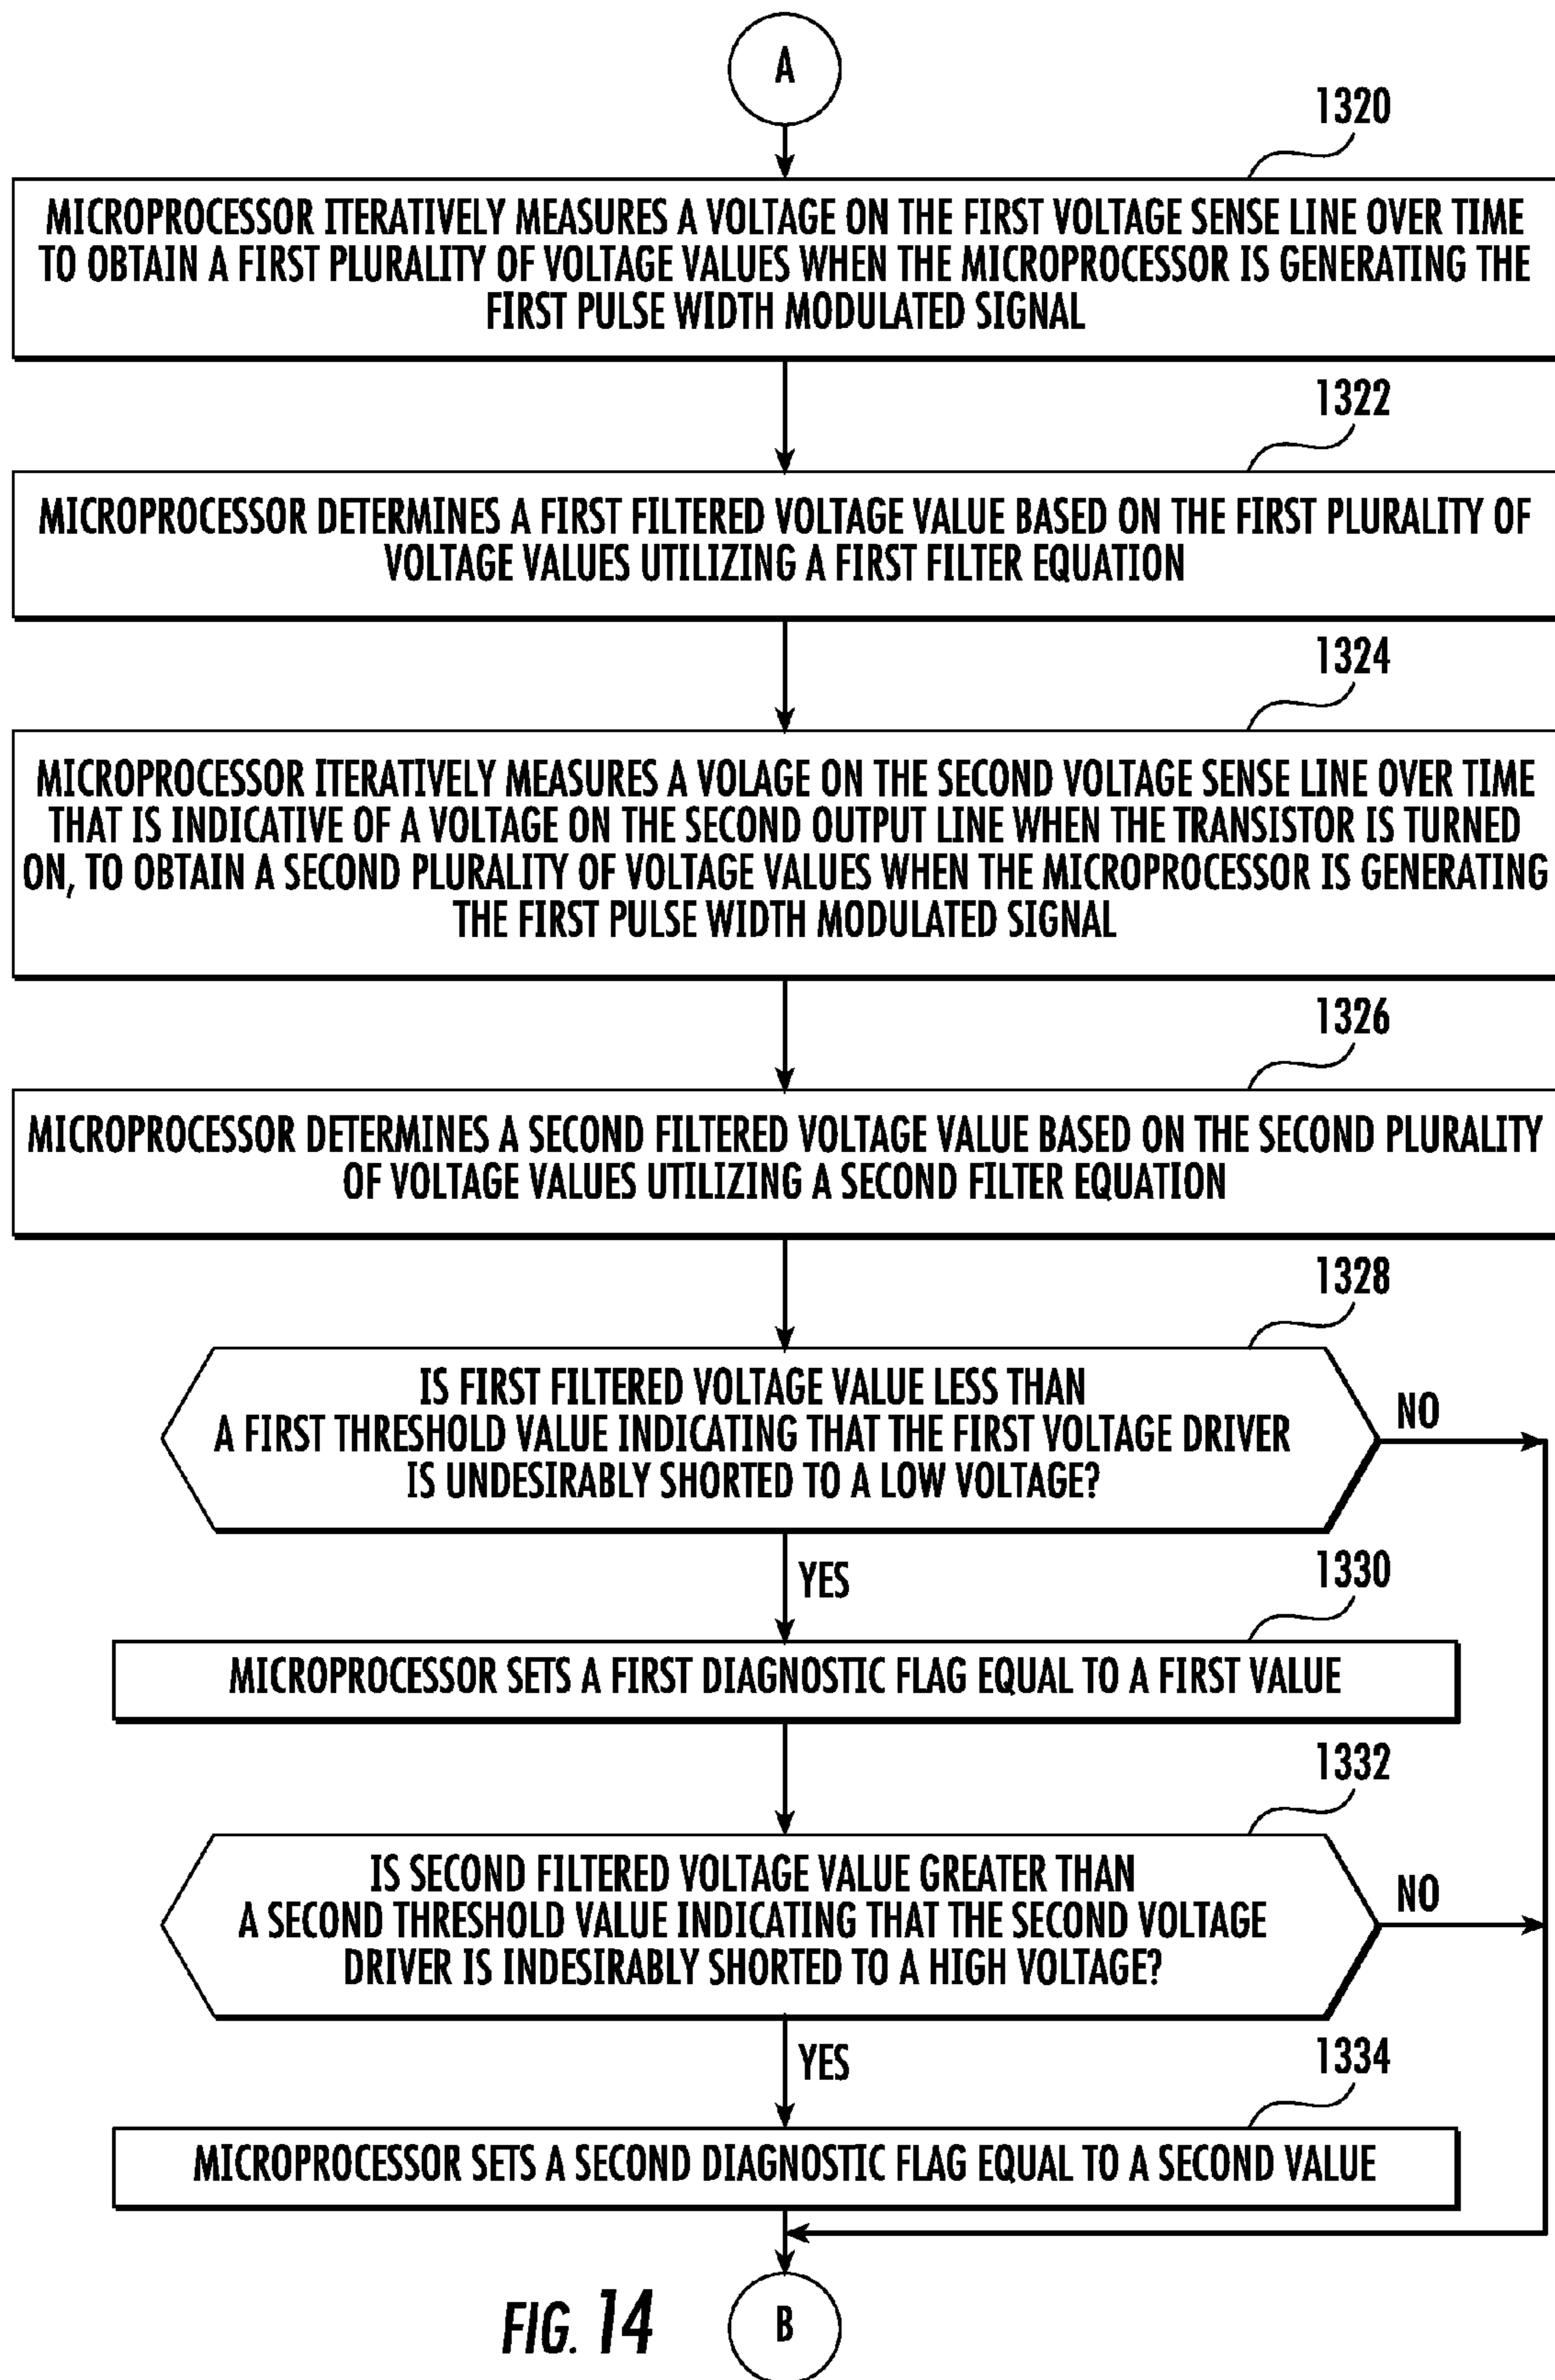 A
1320
MICROPROCESSOR ITERATIVELY MEASURES A VOLTAGE ON THE FIRST VOLTAGE SENSE LINE OVER TIME
TO OBTAIN A FIRST PLURALITY OF VOLTAGE VALUES WHEN THE MICROPROCESSOR IS GENERATING THE
FIRST PULSE WIDTH MODULATED SIGNAL
1322
MICROPROCESSOR DETERMINES A FIRST FILTERED VOLTAGE VALUE BASED ON THE FIRST PLURALITY OF
VOLTAGE VALUES UTILIZING A FIRST FILTER EQUATION
1324
MICROPROCESSOR ITERATIVELY MEASURES A VOLAGE ON THE SECOND VOLTAGE SENSE LINE OVER TIME
THAT IS INDICATIVE OF A VOLTAGE ON THE SECOND OUTPUT LINE WHEN THE TRANSISTOR IS TURNED
ON, TO OBTAIN A SECOND PLURALITY OF VOLTAGE VALUES WHEN THE MICROPROCESSOR IS GENERATING
THE FIRST PULSE WIDTH MODULATED SIGNAL
1326
MICROPROCESSOR DETERMINES A SECOND FILTERED VOLTAGE VALUE BASED ON THE SECOND PLURALITY
OF VOLTAGE VALUES UTILIZING A SECOND FILTER EQUATION
1328
IS FIRST FILTERED VOLTAGE VALUE LESS THAN
A FIRST THRESHOLD VALUE INDICATING THAT THE FIRST VOLTAGE DRIVER
IS UNDESIRABLY SHORTED TO A LOW VOLTAGE?
NO
YES
1330
MICROPROCESSOR SETS A FIRST DIAGNOSTIC FLAG EQUAL TO A FIRST VALUE
1332
IS SECOND FILTERED VOLTAGE VALUE GREATER THAN
A SECOND THRESHOLD VALUE INDICATING THAT THE SECOND VOLTAGE
DRIVER IS INDESIRABLY SHORTED TO A HIGH VOLTAGE?
NO
YES
1334
MICROPROCESSOR SETS A SECOND DIAGNOSTIC FLAG EQUAL TO A SECOND VALUE
B
FIG. 14